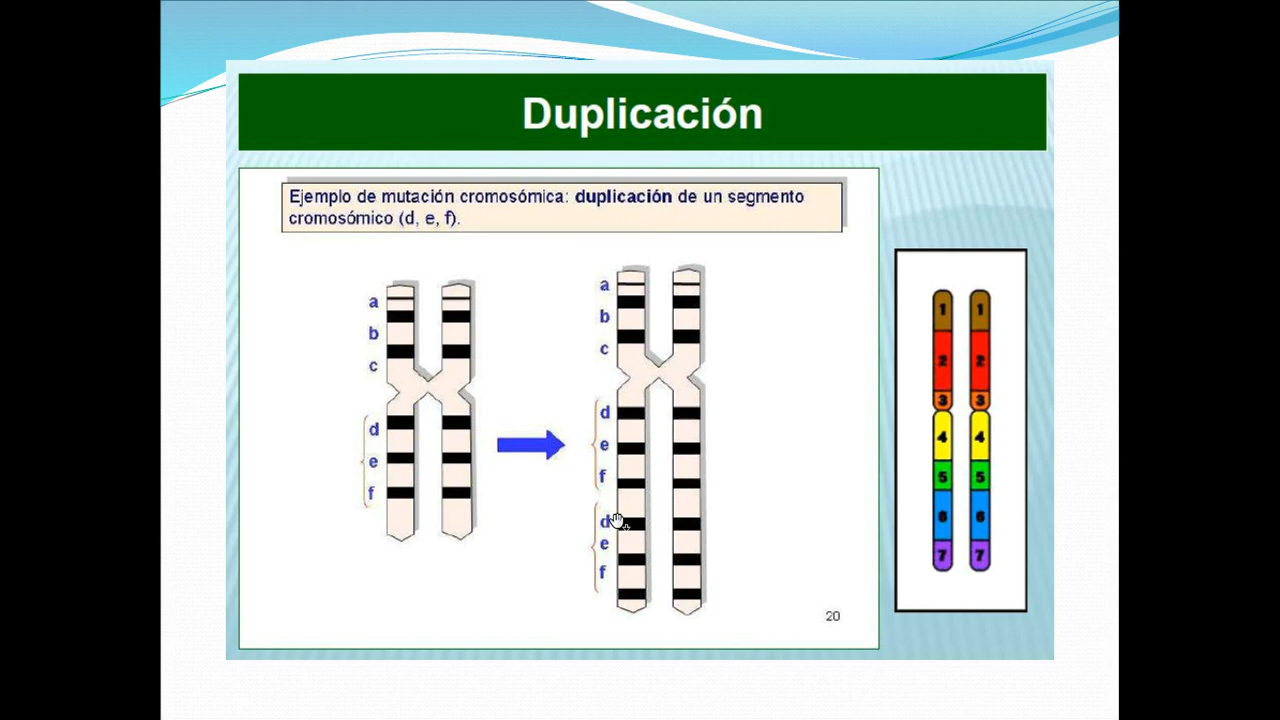 Duplicación
Ejemplo de mutación cromosómica: duplicación de un segmento
cromosómico (d, e, f).
a
b
c
d
e
f
a
b
c
d
e
f
d
e
f
20
1 1
2 2
3 3
4 4
5 5
6 6
7 7